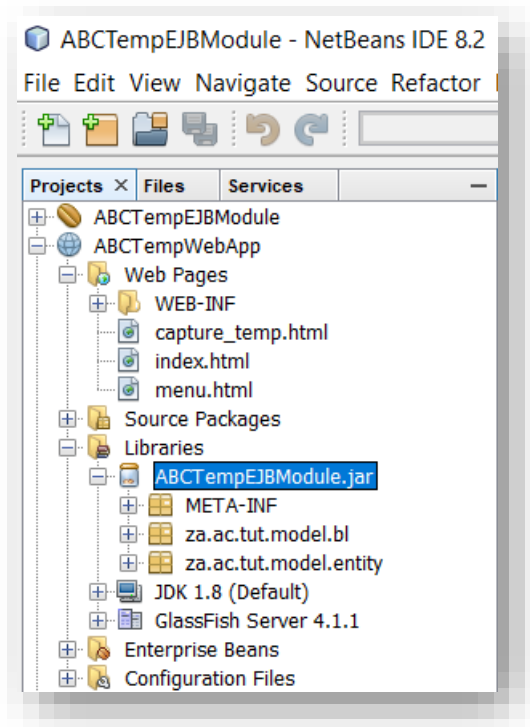 ABCTempEJBModule - NetBeans IDE 8.2
File Edit View Navigate Source Refactor
Projects × Files Services
ABCTempEJBModule
ABCTempWebApp
Web Pages
WEB-INF
capture_temp.html
index.html
menu.html
Source Packages
Libraries
ABCTempEJBModule.jar
META-INF
za.ac.tut.model.bl
za.ac.tut.model.entity
JDK 1.8 (Default)
GlassFish Server 4.1.1
Enterprise Beans
Configuration Files